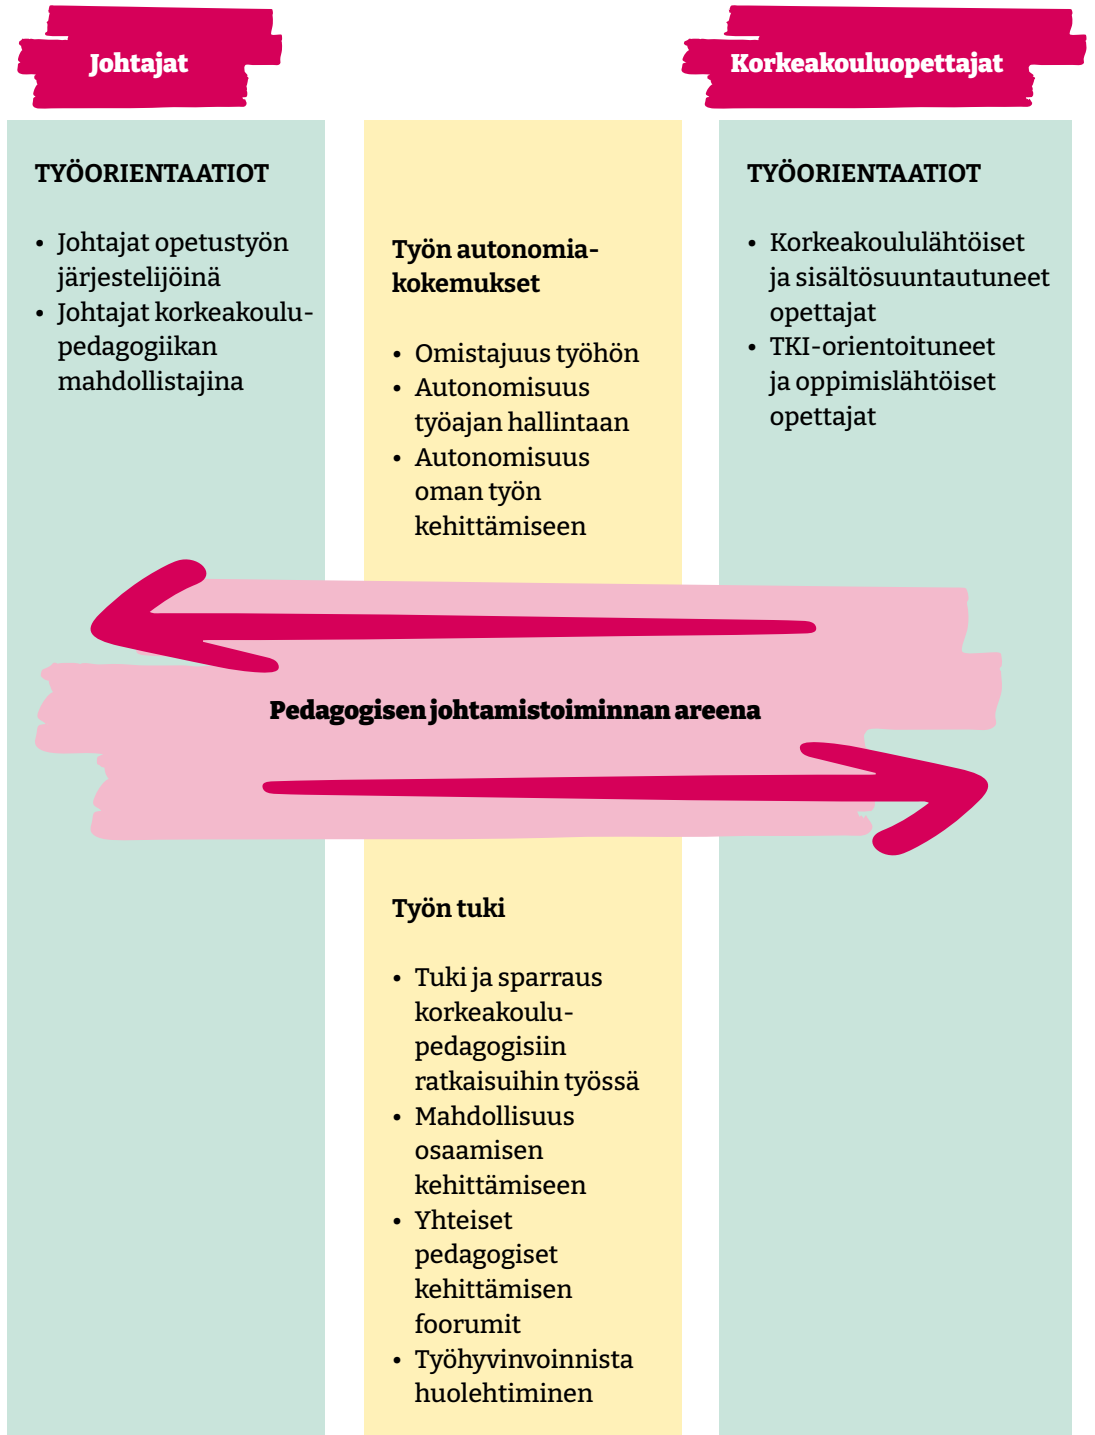 Johtajat
Korkeakouluopettajat
TYÖORIENTAATIOT
• Johtajat opetustyön
järjestelijöinä
• Johtajat korkeakoulu-
pedagogiikan
mahdollistajina
Työn autonomia-
kokemukset
• Omistajuus työhön
• Autonomisuus
työajan hallintaan
• Autonomisuus
oman työn
kehittämiseen
TYÖORIENTAATIOT
• Korkeakoululähtöiset
ja sisältösuuntautuneet
opettajat
• TKI-orientoituneet
ja oppimislähtöiset
opettajat
Pedagogisen johtamistoiminnan areena
Työn tuki
• Tuki ja sparraus
korkeakoulu-
pedagogisiin
ratkaisuihin työssä
• Mahdollisuus
osaamisen
kehittämiseen
• Yhteiset
pedagogiset
kehittämisen
foorumit
• Työhyvinvoinnista
huolehtiminen